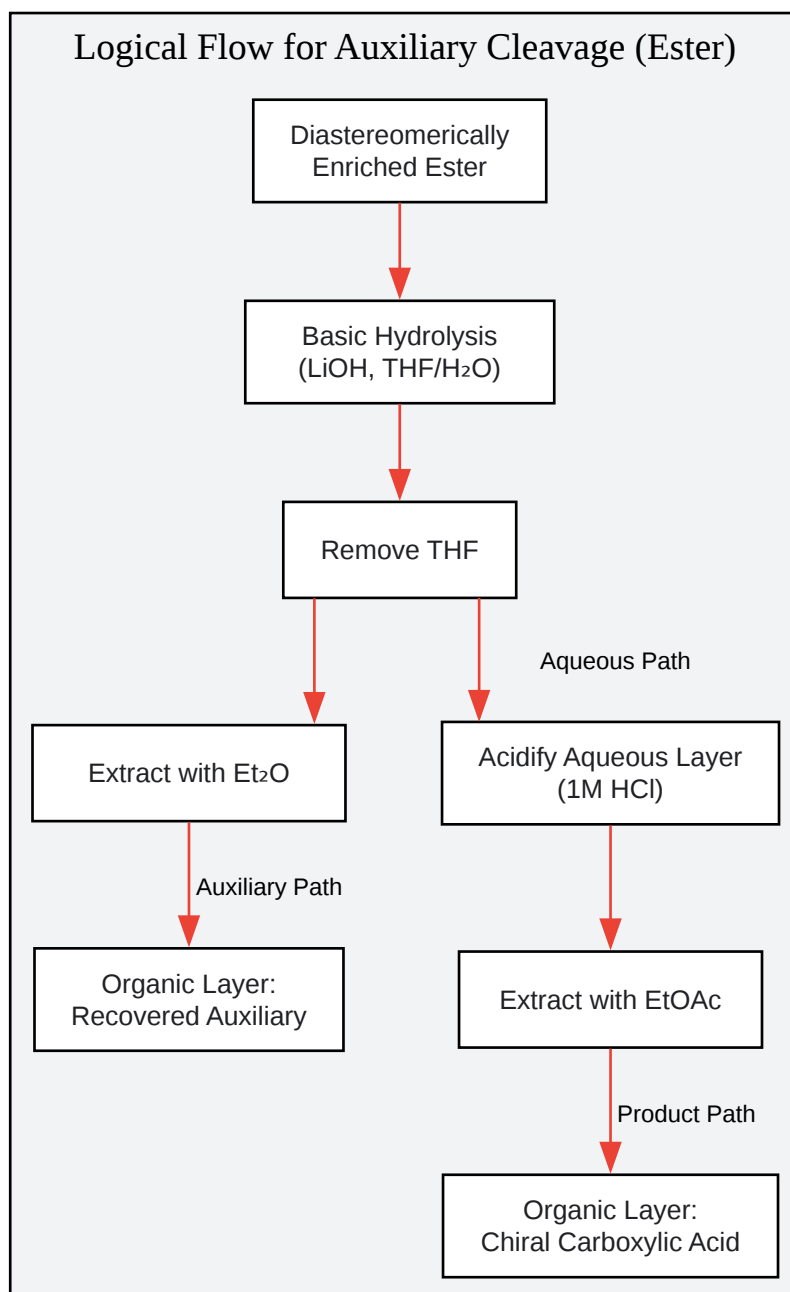 Logical Flow for Auxiliary Cleavage (Ester)
Diastereomerically
Enriched Ester
Basic Hydrolysis
(LiOH, THF/H₂O)
Remove THF
Aqueous Path
Extract with Et₂O
Acidify Aqueous Layer
(1M HCl)
Auxiliary Path
Organic Layer:
Recovered Auxiliary
Extract with EtOAc
Product Path
Organic Layer:
Chiral Carboxylic Acid